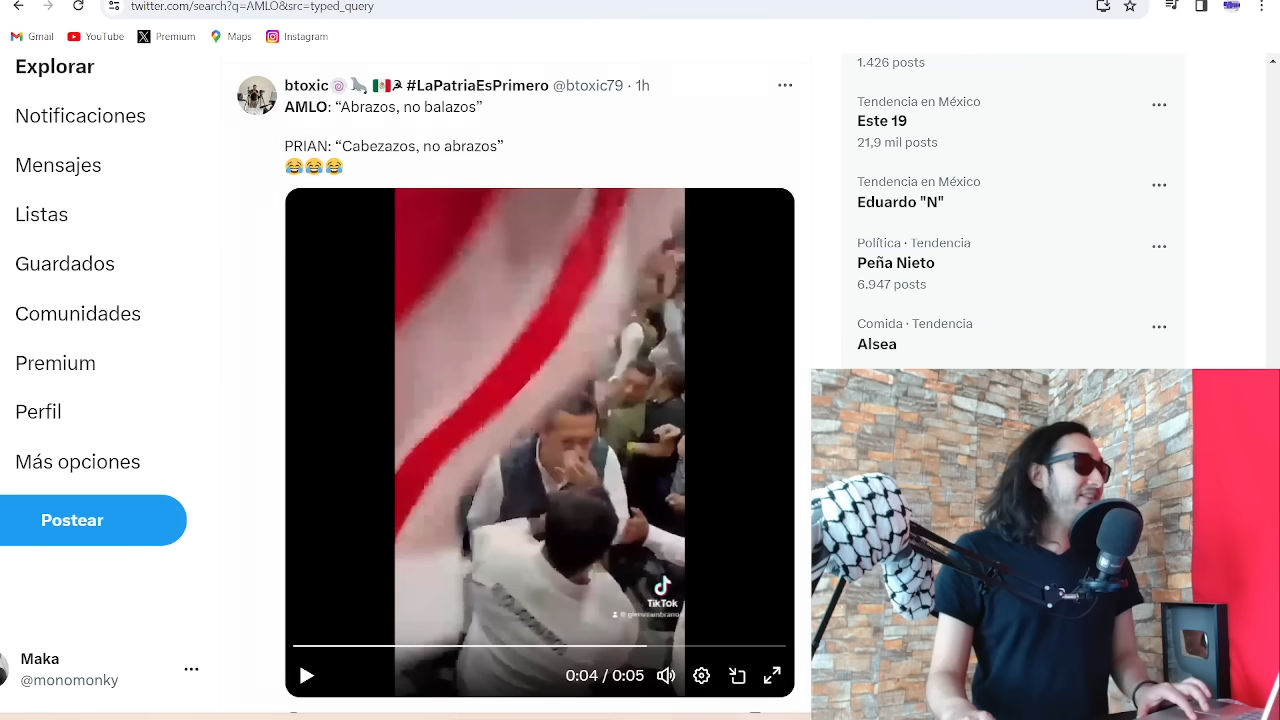 twitter.com/search?q=AMLO&src=typed_query
Gmail YouTube Premium Maps Instagram
Explorar
Notificaciones
Mensajes
Listas
Guardados
Comunidades
Premium
Perfil
Más opciones
Postear
Maka
@monomonky
btoxic #LaPatriaEsPrimero @btoxic79 · 1h
AMLO: “Abrazos, no balazos”
PRIAN: “Cabezazos, no abrazos”
TikTok
0:04 / 0:05
1.426 posts
Tendencia en México
Este 19
21,9 mil posts
Tendencia en México
Eduardo "N"
Política · Tendencia
Peña Nieto
6.947 posts
Comida · Tendencia
Alsea